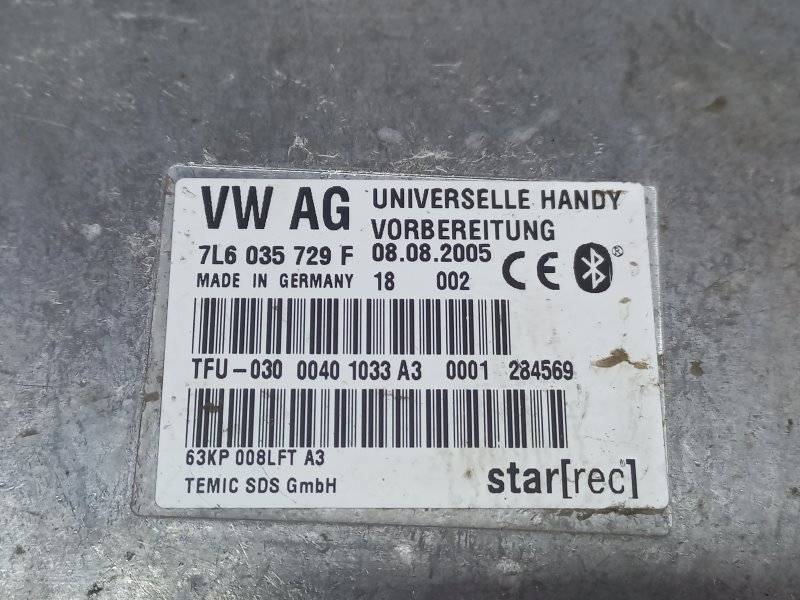 VW AG UNIVERSELLE HANDY
VORBEREITUNG
7L6 035 729 F 08.08.2005
MADE IN GERMANY 18 002 CE
TFU-030 0040 1033 A3 0001 284569
63KP 008LFT A3
TEMIC SDS GmbH star[rec]®